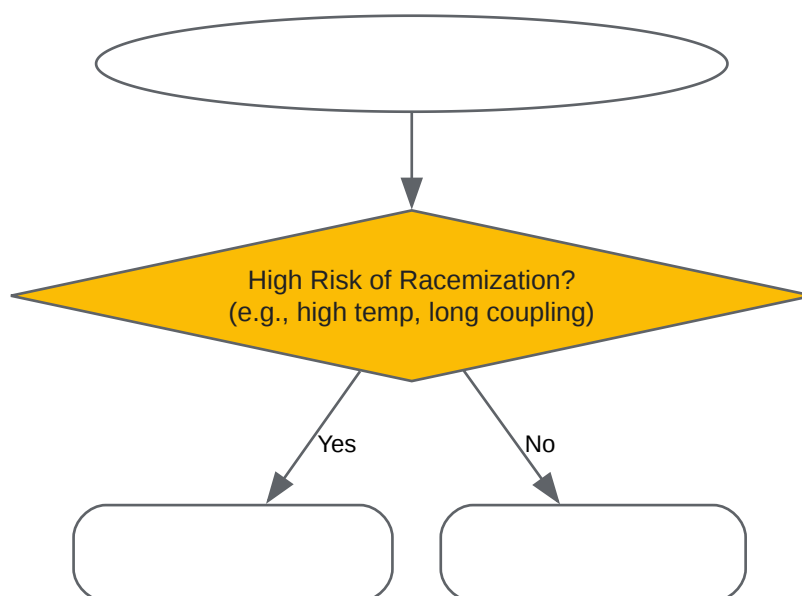 High Risk of Racemization?
(e.g., high temp, long coupling)
Yes
No